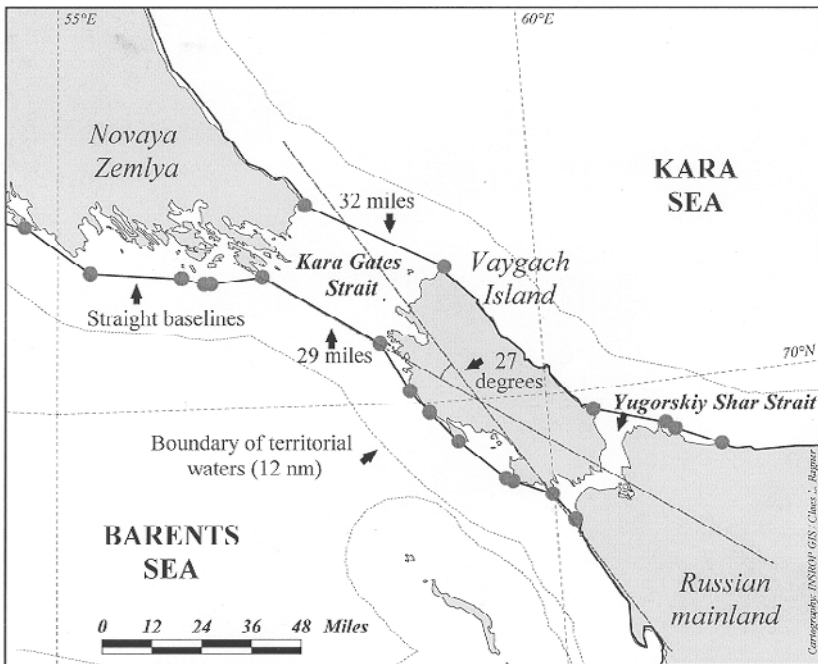 55°E
60°E
Novaya
Zemlya
KARA
SEA
32 miles
Kara Gates
Strait
Vaygach
Island
Straight baselines
29 miles
27
degrees
70°N
Yugorskiy Shar Strait
Boundary of territorial
waters (12 nm)
BARENTS
SEA
Russian
mainland
0 12 24 36 48 Miles
Cartography: INSROP GIS / Claes L. Ragner